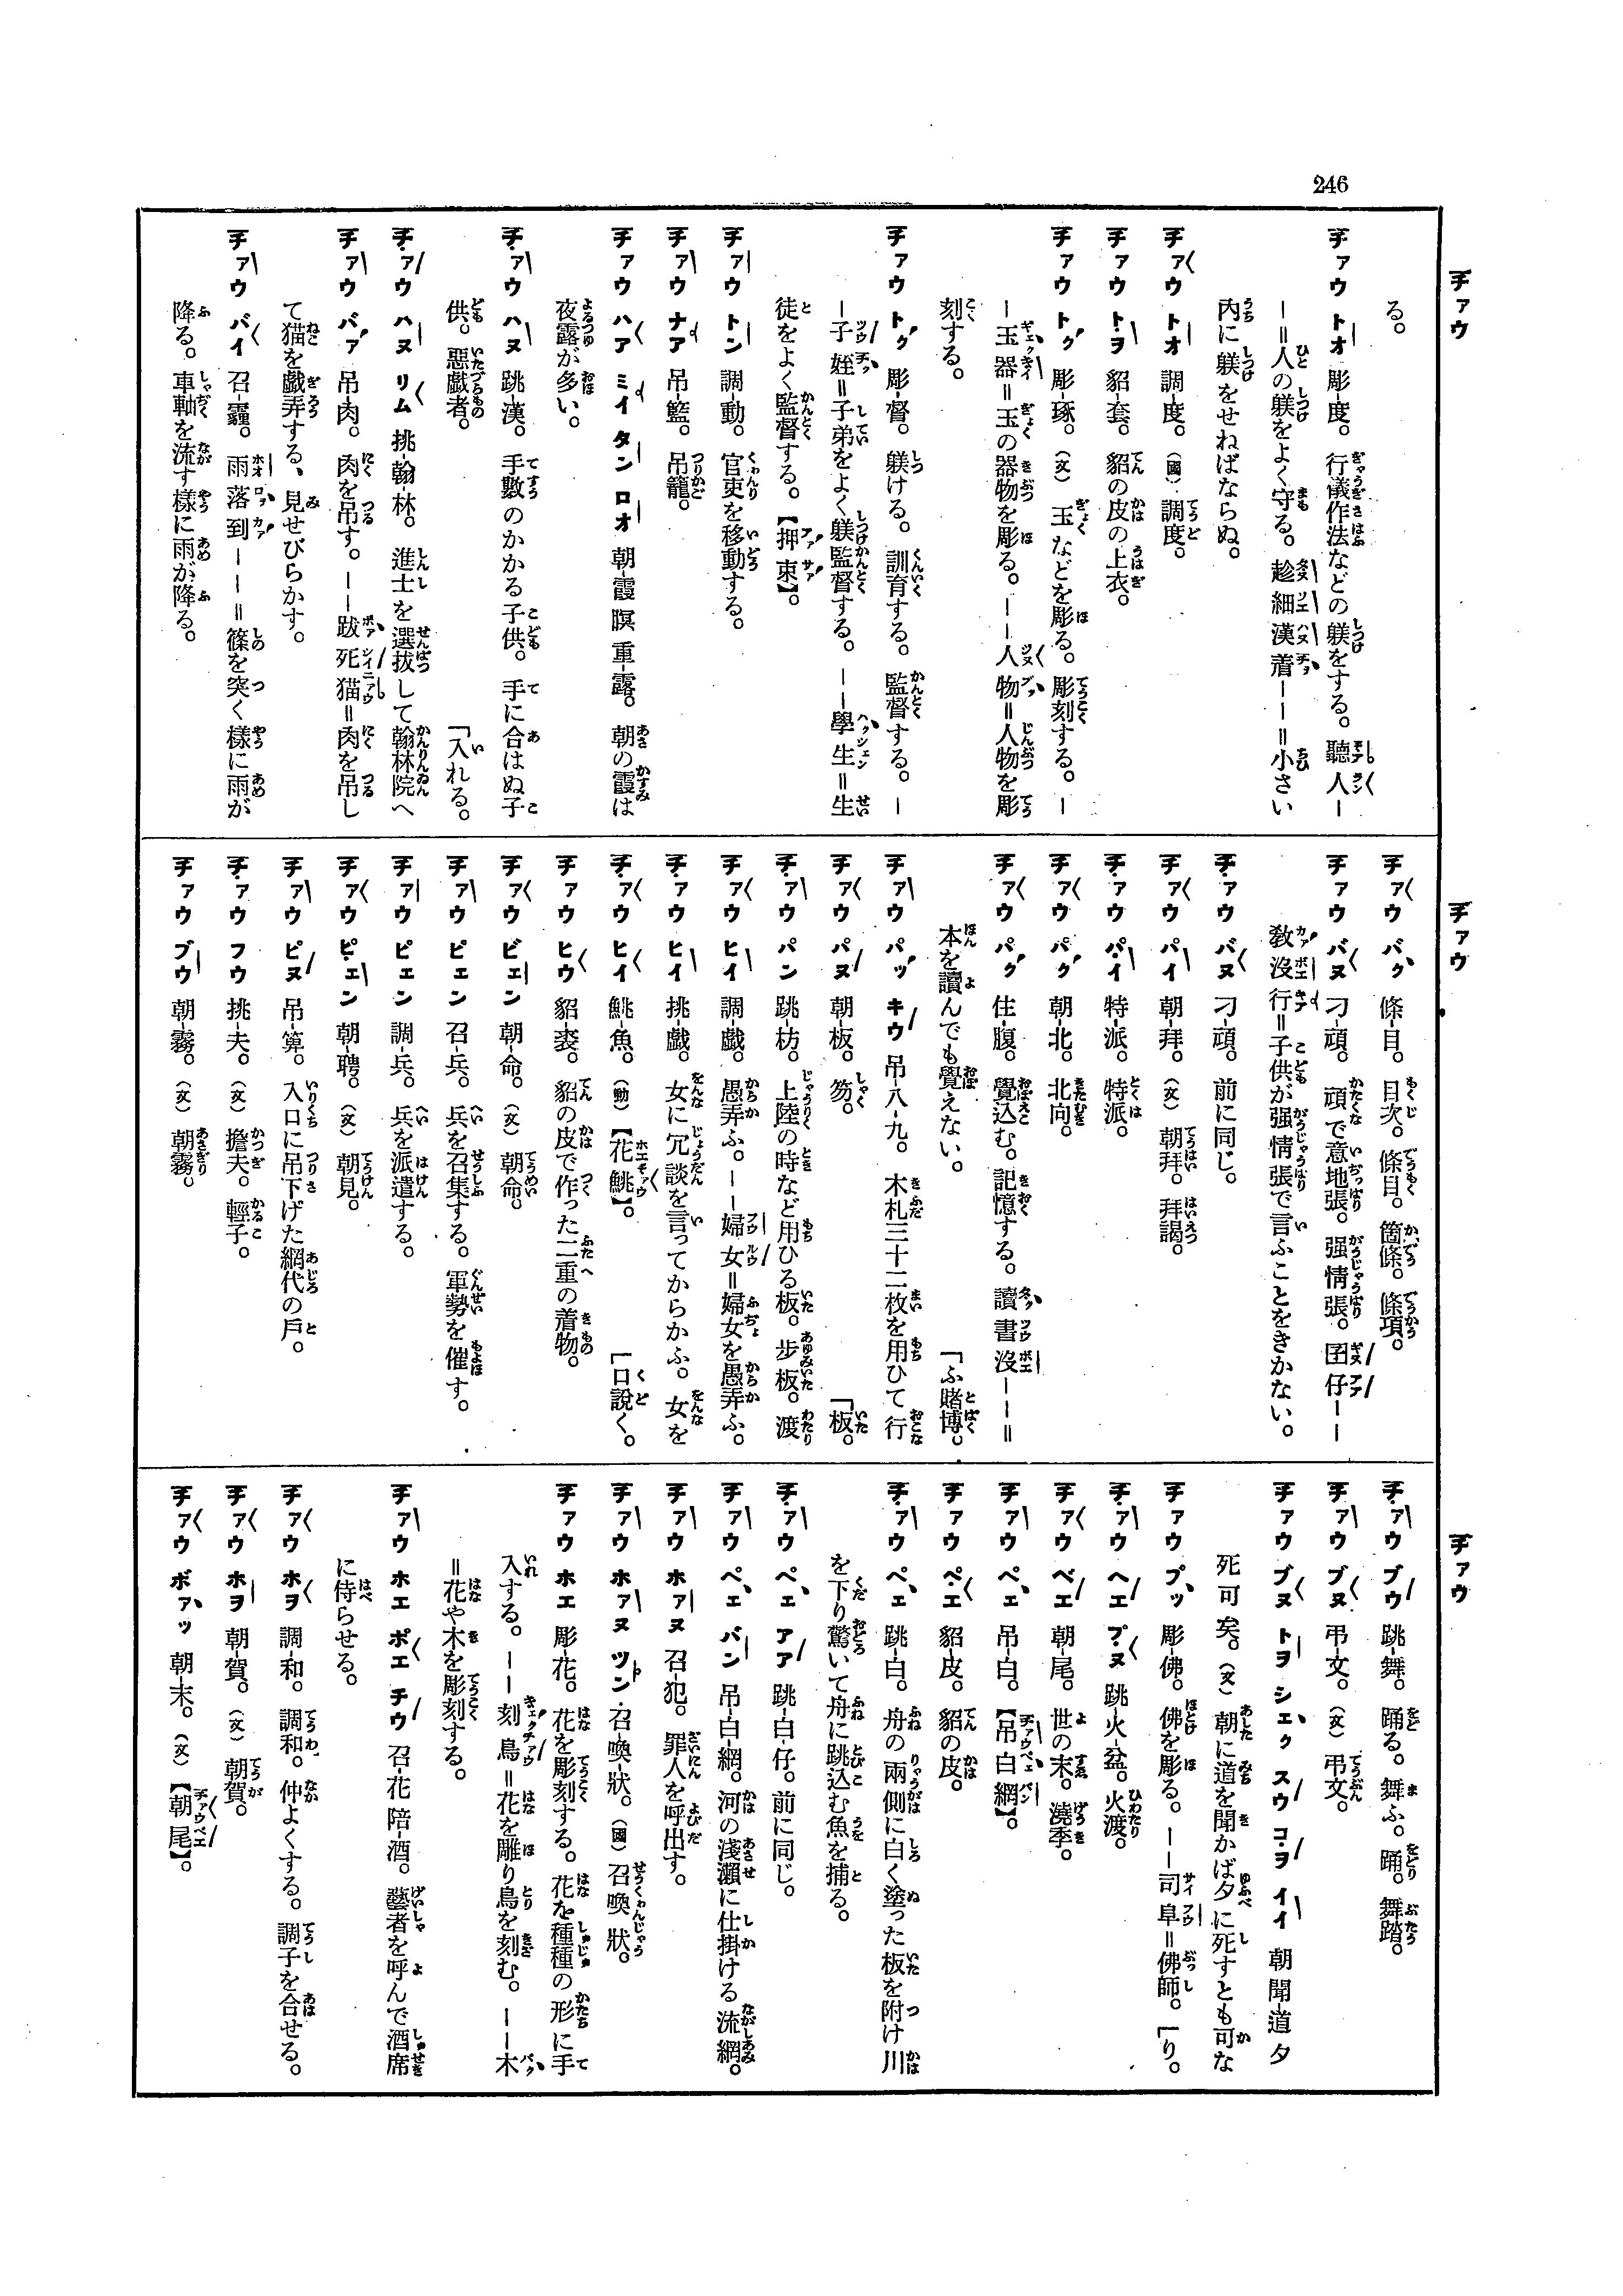 246
チァウ
チァウ
チァウ
る。
チァウ トオ 彫-度。 行儀作法などの躾をする。 聽人―
―＝人の躾をよく守る。 趁細漢着――＝小さい
內に躾をせねばならぬ。
チァウ トオ 調-度。(國) 調度。
チァウ トヲ 貂-套。 貂の皮の上衣。
チァウ トㇰ 彫-琢。(文) 玉などを彫る。彫刻する。―
―玉器＝玉の器物を彫る。――人物＝人物を彫
刻する。
チァウ トㇰ 彫-督。 躾ける。訓育する。監督する。―
―子姪＝子弟をよく躾監督する。――學生＝生
徒をよく監督する。【押束】。
チァウ トン 調-動。 官吏を移動する。
チァウ ナア 吊-籃。 吊籠。
チァウ ハア ミイ タン ロオ 朝-霞 瞑 重-露。 朝の霞は
夜露が多い。
チァウ ハヌ 跳-漢。 手數のかかる子供。手に合はぬ子
供。惡戲者。 「入れる。
チァウ ハヌ リム 挑-翰-林。 進士を選拔して翰林院へ
チァウ バァ 吊-肉。 肉を吊す。――跋死猫＝肉を吊し
て猫を戲弄する、見せびらかす。
チァウ バイ 召-靇。 雨落到―――＝篠を突く樣に雨が
降る。車軸を流す樣に雨が降る。
チァウ バㇰ 條-目。 目次。條目。箇條。條項。
チァウ バヌ 刁-頑。 頑で意地張。强情張。囝仔――
敎沒行＝子供が强情張で言ふことをきかない。
チァウ バヌ 刁-頑。 前に同じ。
チァウ パイ 朝-拜。(文) 朝拜。拜謁。
チァウ パイ 特-派。 特派。
チァウ パㇰ 朝-北。 北向。
チァウ パㇰ 住-腹。 覺込む。記憶する。讀書沒――＝
本を讀んでも覺えない。 「ふ賭博。
チァウ パッ キウ 吊-八-九。 木札三十二枚を用ひて行
チァウ パヌ 朝-板。 笏。 「板。
チァウ パン 跳-枋。 上陸の時など用ひる板。步板。渡
チァウ ヒイ 調-戲。 愚弄ふ。――婦女＝婦女を愚弄ふ。
チァウ ヒイ 挑-戲。 女に冗談を言ってからかふ。女を
チァウ ヒイ 鮡-魚。(動)【花鮡】。 「口說く。
チァウ ヒウ 貂-裘。 貂の皮で作った二重の着物。
チァウ ビェン 朝-命。(文) 朝命。
チァウ ピェン 召-兵。 兵を召集する。軍勢を催す。
チァウ ピェン 調-兵。 兵を派遣する。
チァウ ピェン 朝-聘。(文) 朝見。
チァウ ピヌ 吊-箳。 入口に吊下げた網代の戶。
チァウ フウ 挑-夫。(文) 擔夫。輕子。
チァウ ブウ 朝-霧。(文) 朝霧。
チァウ ブウ 跳-舞。 踊る。舞ふ。踊。舞踏。
チァウ ブヌ 弔-文。(文) 弔文。
チァウ ブヌ トヲ シェㇰ スウ コヲ イイ 朝聞-道 夕
死可矣。(文) 朝に道を聞かば夕に死すとも可な
チァウ プッ 彫-佛。 佛を彫る。――司阜＝佛師。「り。
チァウ ヘエ プヌ 跳-火-盆。 火渡。
チァウ ベエ 朝-尾。 世の末。澆季。
チァウ ペェ 吊-白。【吊白網】。
チァウ ペエ 貂-皮。 貂の皮。
チァウ ペェ 跳-白。 舟の兩側に白く塗った板を附け川
を下り驚いて舟に跳込む魚を捕る。
チァウ ペェ アア 跳-白-仔。 前に同じ。
チァウ ペェ バン 吊-白-網。 河の淺瀨に仕掛ける流網。
チァウ ホァヌ 召-犯。 罪人を呼出す。
チァウ ホァヌ ツン 召-喚-狀。(國) 召喚狀。
チァウ ホエ 彫-花。 花を彫刻する。花を種種の形に手
入する。――刻鳥＝花を雕り鳥を刻む。――木
＝花や木を彫刻する。
チァウ ホエ ポエ チウ 召-花 陪-酒。 藝者を呼んで酒席
に侍らせる。
チァウ ホヲ 調-和。 調和。仲よくする。調子を合せる。
チァウ ホヲ 朝-賀。(文) 朝賀。
チァウ ボァッ 朝-末。(文)【朝尾】。